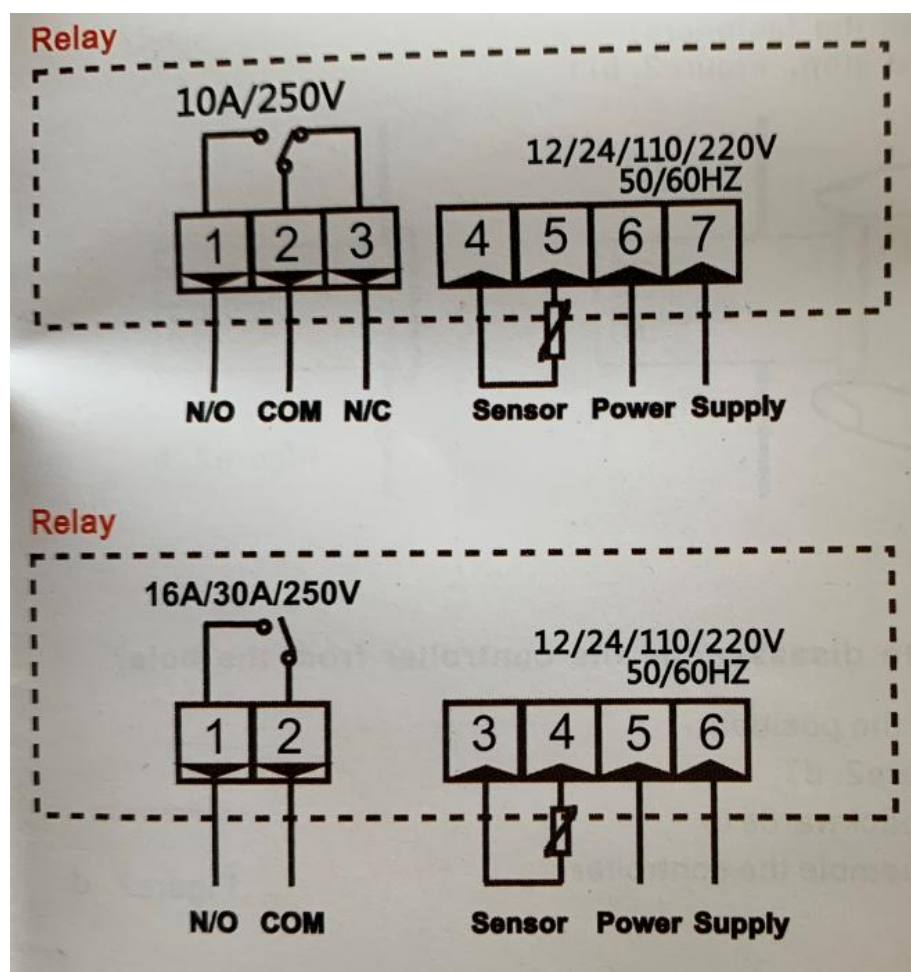 Relay
10A/250V
12/24/110/220V
50/60HZ
1 2 3 4 5 6 7
N/O COM N/C Sensor Power Supply
Relay
16A/30A/250V
12/24/110/220V
50/60HZ
1 2 3 4 5 6
N/O COM Sensor Power Supply